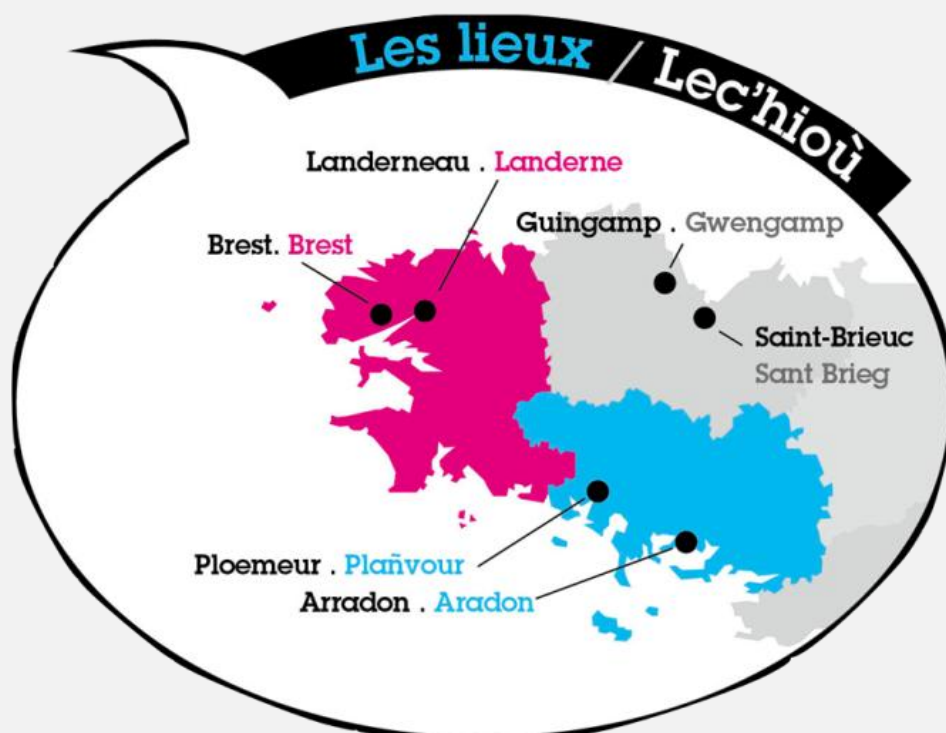 Les lieux / Lec'hioù
Landerneau . Landerne
Guingamp . Gwengamp
Brest. Brest
Saint-Brieuc
Sant Brieg
Ploemeur . Plañvour
Arradon . Aradon